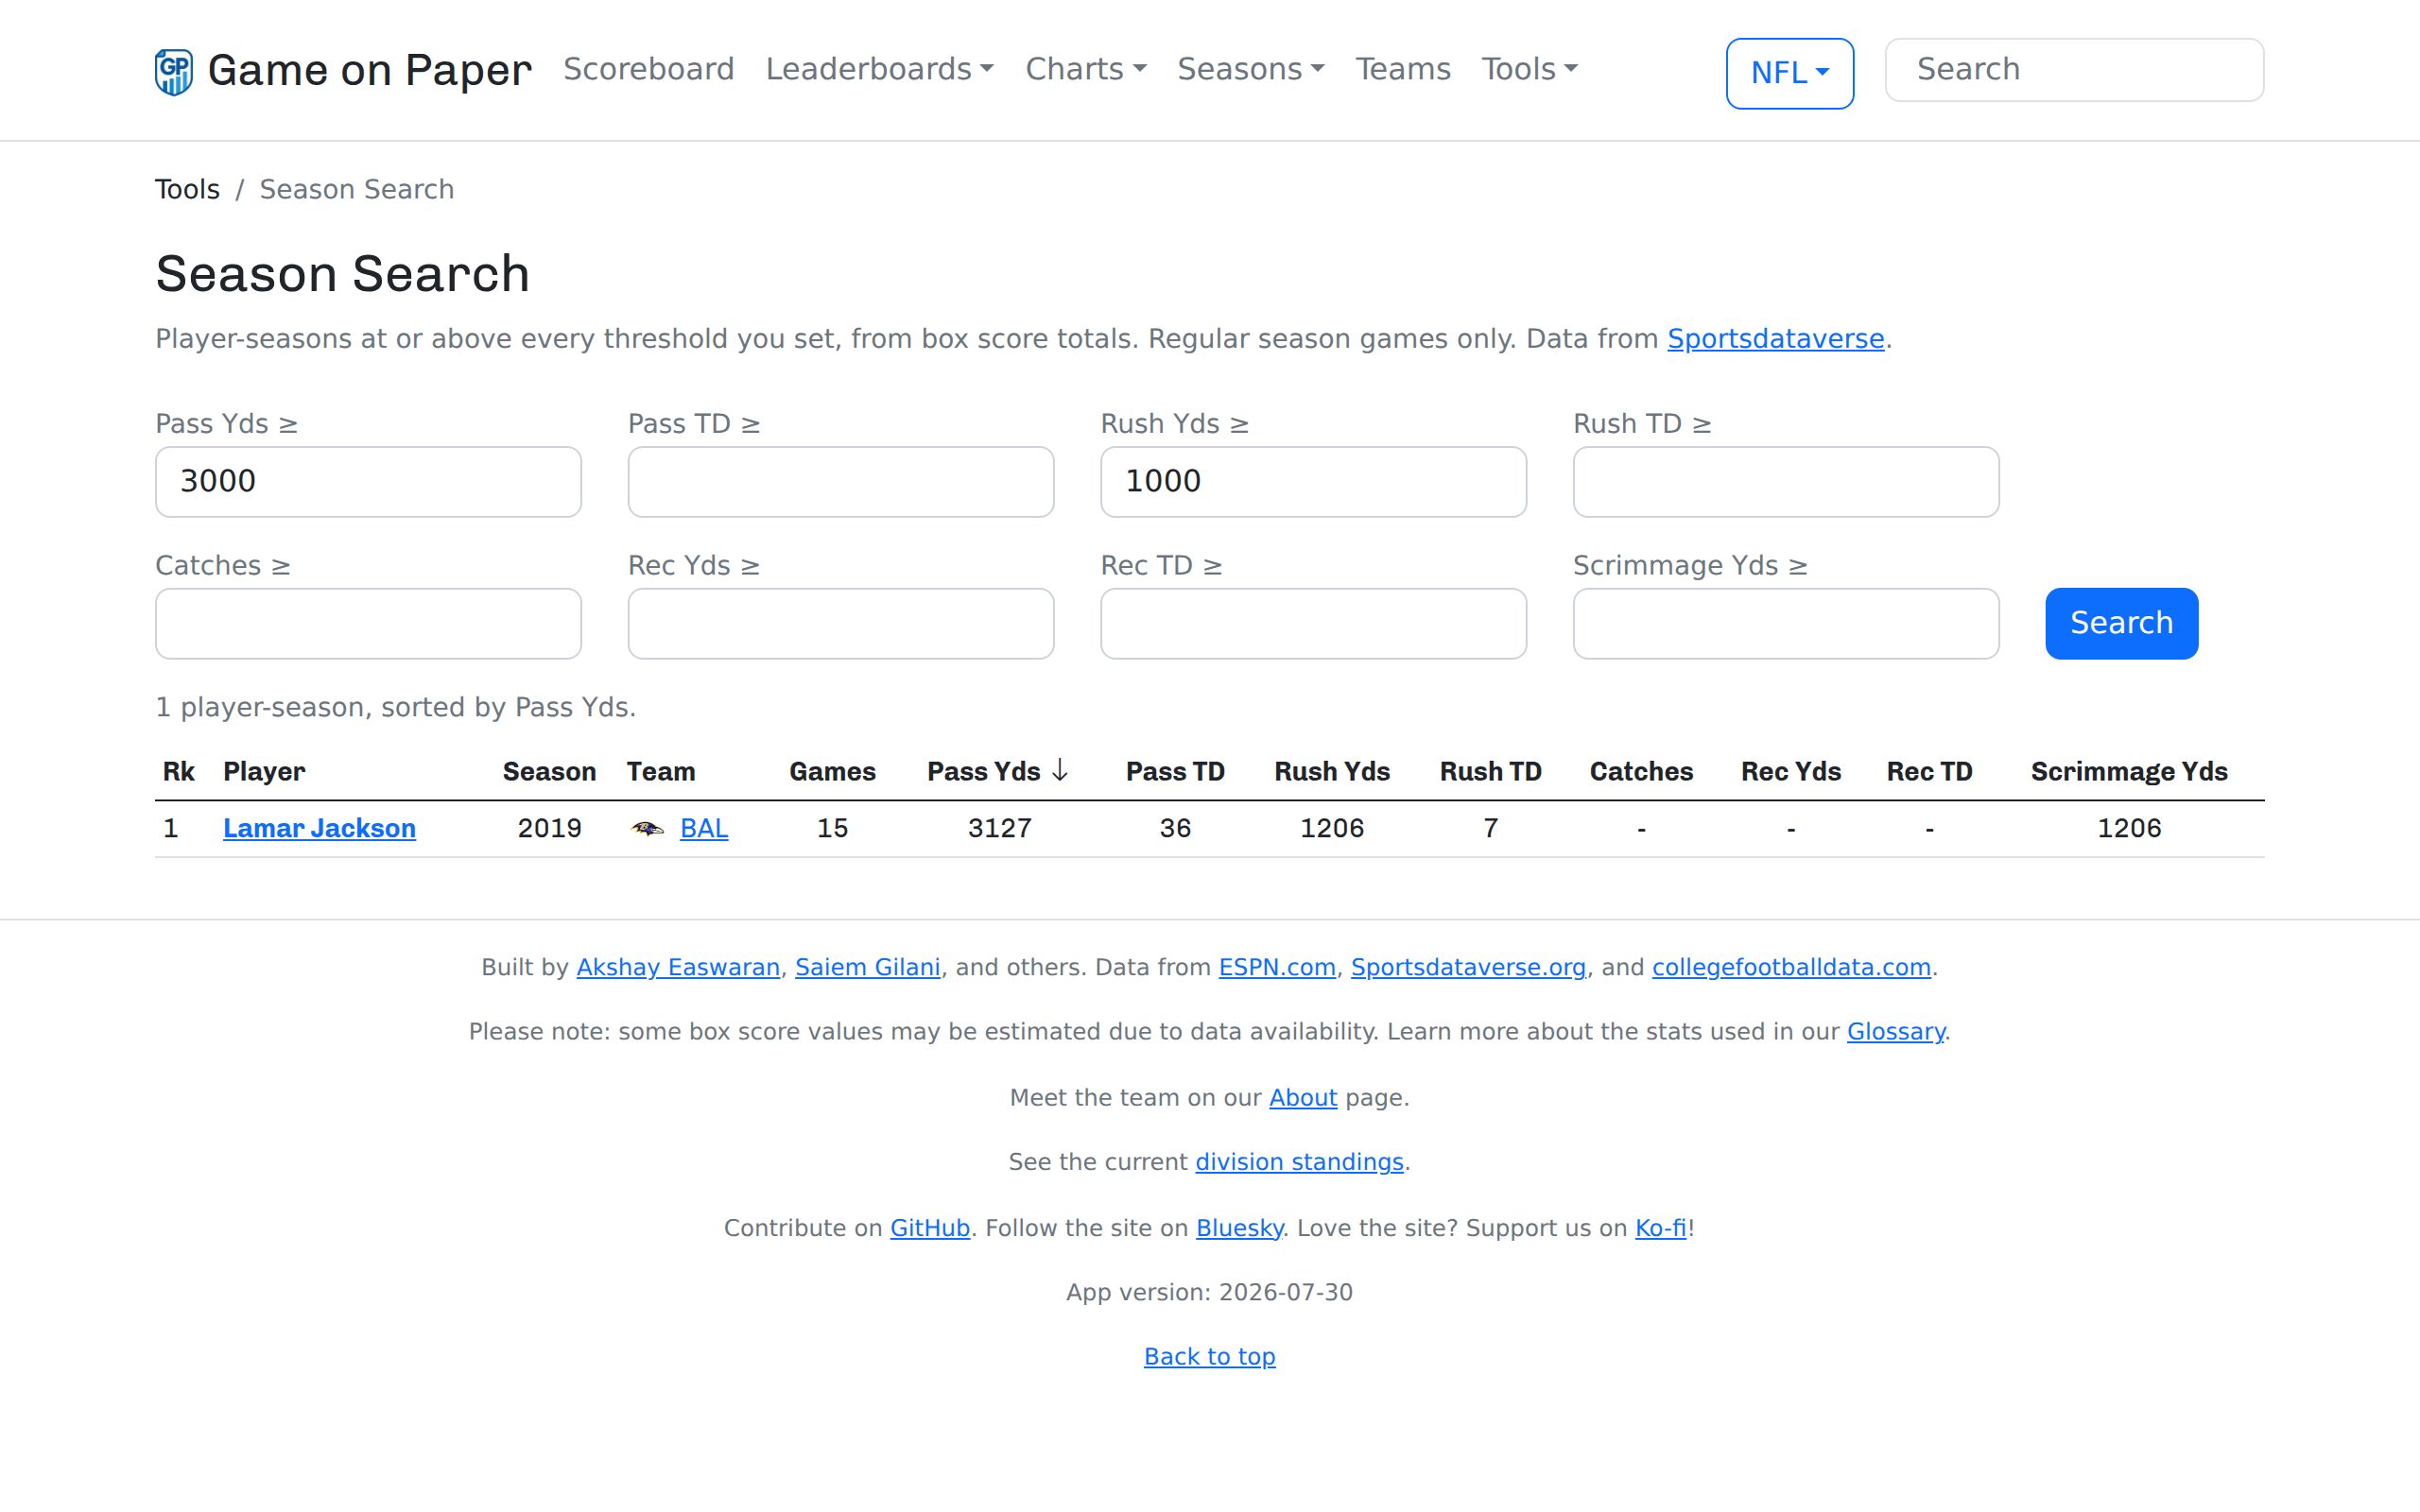 GP Game on Paper Scoreboard Leaderboards Charts Seasons Teams Tools NFL Search
Tools / Season Search
Season Search
Player-seasons at or above every threshold you set, from box score totals. Regular season games only. Data from Sportsdataverse.
Pass Yds ≥ Pass TD ≥ Rush Yds ≥ Rush TD ≥
3000 1000
Catches ≥ Rec Yds ≥ Rec TD ≥ Scrimmage Yds ≥
Search
1 player-season, sorted by Pass Yds.
Rk Player Season Team Games Pass Yds ↓ Pass TD Rush Yds Rush TD Catches Rec Yds Rec TD Scrimmage Yds
1 Lamar Jackson 2019 BAL 15 3127 36 1206 7 - - - 1206
Built by Akshay Easwaran, Saiem Gilani, and others. Data from ESPN.com, Sportsdataverse.org, and collegefootballdata.com.
Please note: some box score values may be estimated due to data availability. Learn more about the stats used in our Glossary.
Meet the team on our About page.
See the current division standings.
Contribute on GitHub. Follow the site on Bluesky. Love the site? Support us on Ko-fi!
App version: 2026-07-30
Back to top